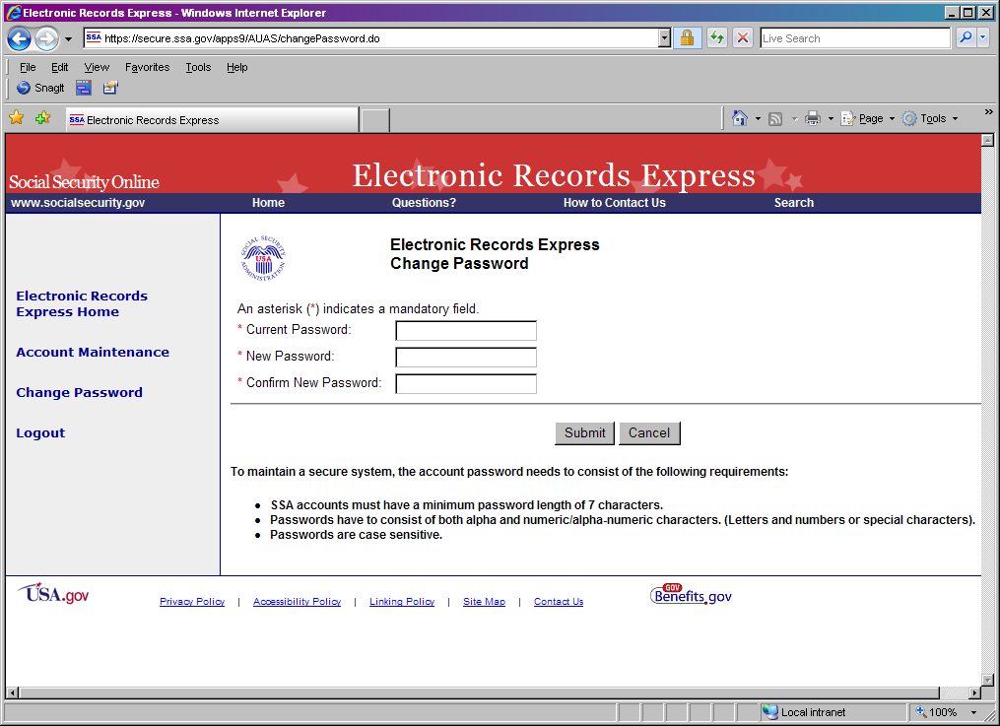 Electronic Records Express - Windows Internet Explorer
SSA https://secure.ssa.gov/apps9/AUAS/changePassword.do
Live Search
File Edit View Favorites Tools Help
SnagIt
SSA Electronic Records Express
Page Tools »
Social Security Online
Electronic Records Express
www.socialsecurity.gov Home Questions? How to Contact Us Search
SOCIAL SECURITY ADMINISTRATION
USA
Electronic Records Express
Change Password
Electronic Records
Express Home
Account Maintenance
Change Password
Logout
An asterisk (*) indicates a mandatory field.
* Current Password:
* New Password:
* Confirm New Password:
Submit Cancel
To maintain a secure system, the account password needs to consist of the following requirements:
• SSA accounts must have a minimum password length of 7 characters.
• Passwords have to consist of both alpha and numeric/alpha-numeric characters. (Letters and numbers or special characters).
• Passwords are case sensitive.
USA.gov
Privacy Policy | Accessibility Policy | Linking Policy | Site Map | Contact Us
GOV
Benefits.gov
Local intranet
100%